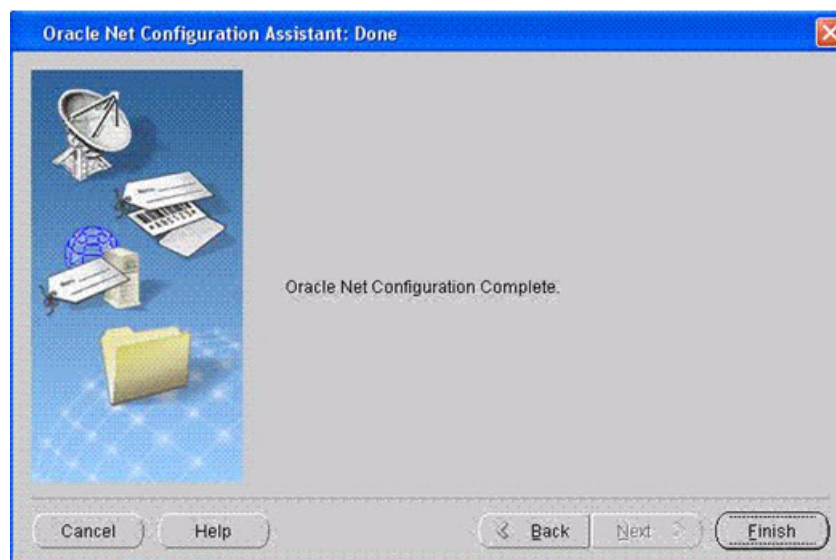 Oracle Net Configuration Assistant: Done
Oracle Net Configuration Complete.
Cancel
Help
Back
Next
Finish